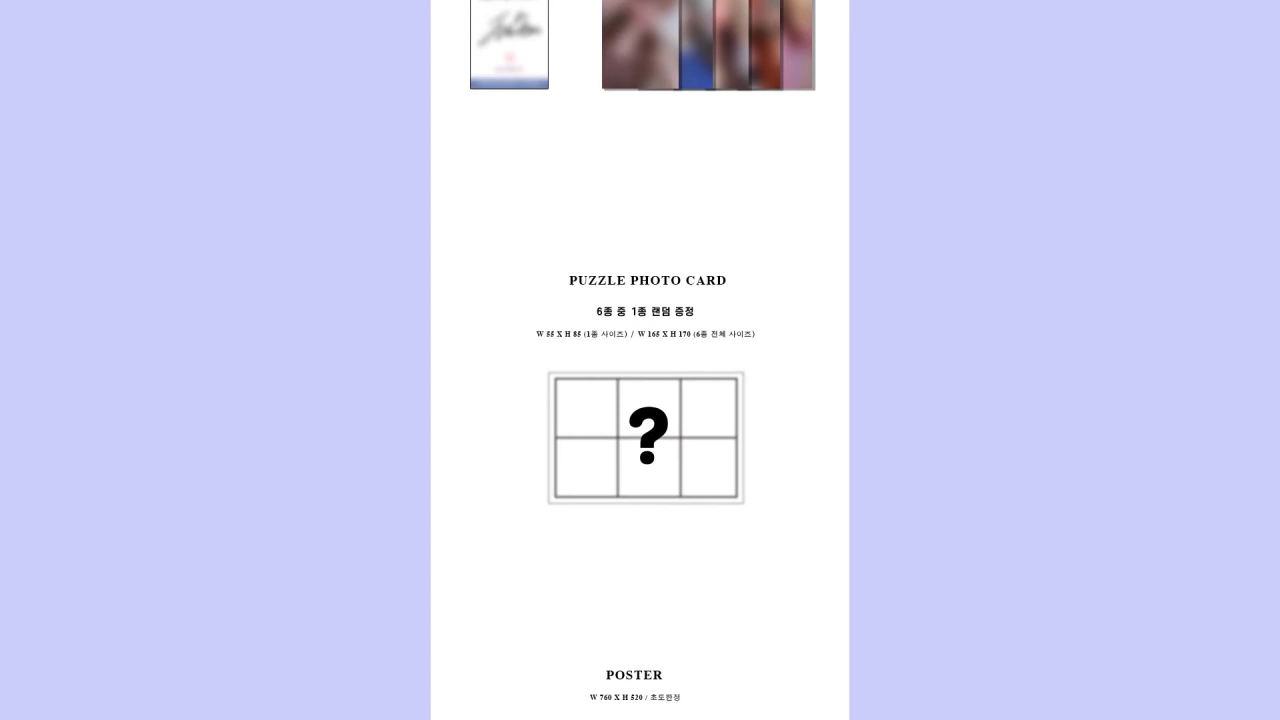 PUZZLE PHOTO CARD
6종 중 1종 랜덤 증정
W 55 X H 85 (1종 사이즈) / W 165 X H 170 (6종 전체 사이즈)
?
POSTER
W 760 X H 520 / 초도한정